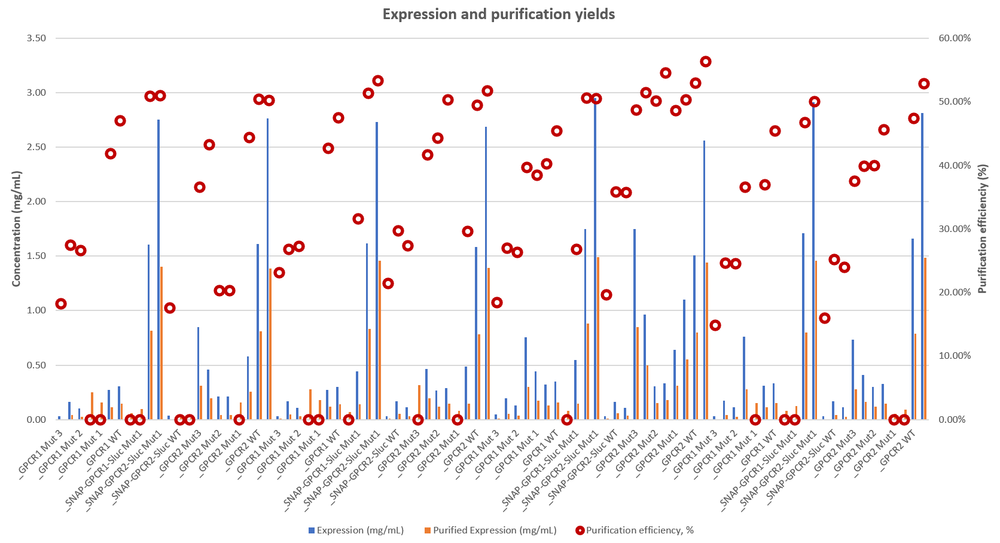 Expression and purification yields
3.50
3.00
2.50
2.00
1.50
1.00
0.50
0.00
Concentration (mg/mL)
60.00%
50.00%
40.00%
30.00%
20.00%
10.00%
0.00%
Purification efficienciy (%)
_GPCR1 Mut 3
_GPCR1 Mut 2
_GPCR1 Mut 1
_GPCR1 WT
_SNAP-GPCR1-Sluc Mut1
_SNAP-GPCR2-Sluc Mut1
_SNAP-GPCR2-Sluc WT
_GPCR2 Mut3
_GPCR2 Mut2
_GPCR2 Mut1
_GPCR2 WT
_GPCR1 Mut 3
_GPCR1 Mut 2
_GPCR1 Mut 1
_GPCR1 WT
_SNAP-GPCR1-Sluc Mut1
_SNAP-GPCR2-Sluc Mut1
_SNAP-GPCR2-Sluc WT
_GPCR2 Mut3
_GPCR2 Mut2
_GPCR2 Mut1
_GPCR2 WT
_GPCR1 Mut 3
_GPCR1 Mut 2
_GPCR1 Mut 1
_GPCR1 WT
_SNAP-GPCR1-Sluc Mut1
_SNAP-GPCR2-Sluc Mut1
_SNAP-GPCR2-Sluc WT
_GPCR2 Mut3
_GPCR2 Mut2
_GPCR2 Mut1
_GPCR2 WT
_GPCR1 Mut 3
_GPCR1 Mut 2
_GPCR1 Mut 1
_GPCR1 WT
_SNAP-GPCR1-Sluc Mut1
_SNAP-GPCR2-Sluc Mut1
_SNAP-GPCR2-Sluc WT
_GPCR2 Mut3
_GPCR2 Mut2
_GPCR2 Mut1
_GPCR2 WT
Expression (mg/mL)
Purified Expression (mg/mL)
Purification efficiency, %